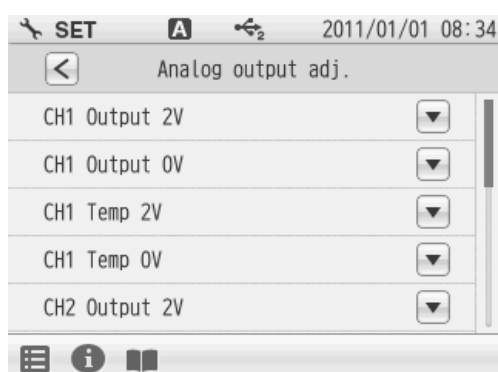 SET A 2 2011/01/01 08:34
Analog output adj.
CH1 Output 2V
CH1 Output 0V
CH1 Temp 2V
CH1 Temp 0V
CH2 Output 2V